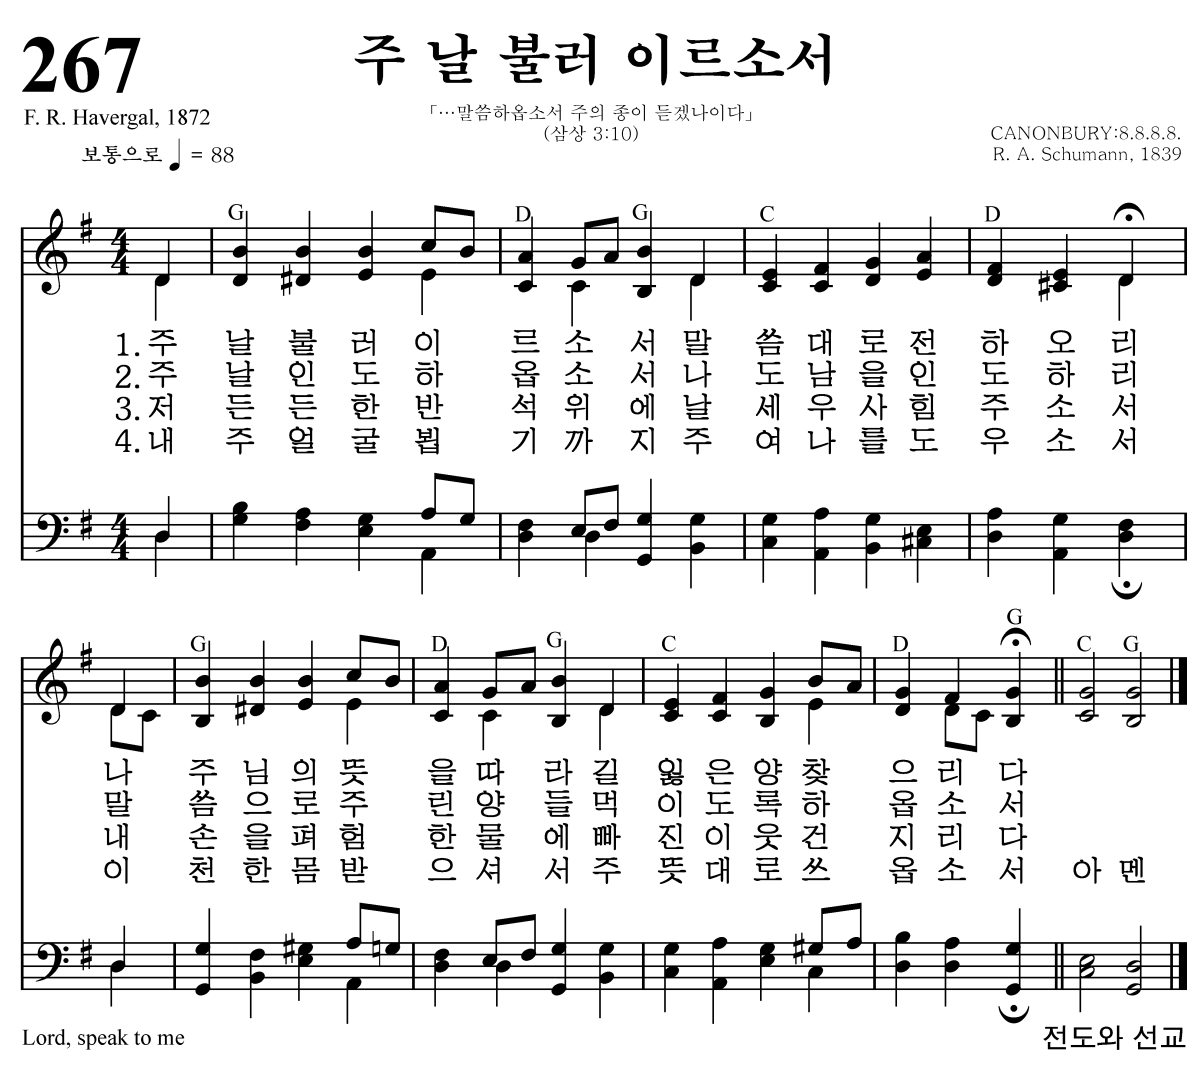 267
주 날 불러 이르소서
F. R. Havergal, 1872
「…말씀하옵소서 주의 종이 듣겠나이다」
(삼상 3:10)
CANONBURY:8.8.8.8.
보통으로 ♩ = 88
R. A. Schumann, 1839
G D G C D
4
4
1. 주 날 불 러 이 르 소 서 말 씀 대 로 전 하 오 리
2. 주 날 인 도 하 옵 소 서 나 도 남 을 인 도 하 리
3. 저 든 든 한 반 석 위 에 날 세 우 사 힘 주 소 서
4. 내 주 얼 굴 뵙 기 까 지 주 여 나 를 도 우 소 서
4
4
G D G C D G C G
나 주 님 의 뜻 을 따 라 길 잃 은 양 찾 으 리 다
말 씀 으 로 주 린 양 들 먹 이 도 록 하 옵 소 서
내 손 을 펴 험 한 물 에 빠 진 이 웃 건 지 리 다
이 천 한 몸 받 으 셔 서 주 뜻 대 로 쓰 옵 소 서 아 멘
Lord, speak to me
전도와 선교